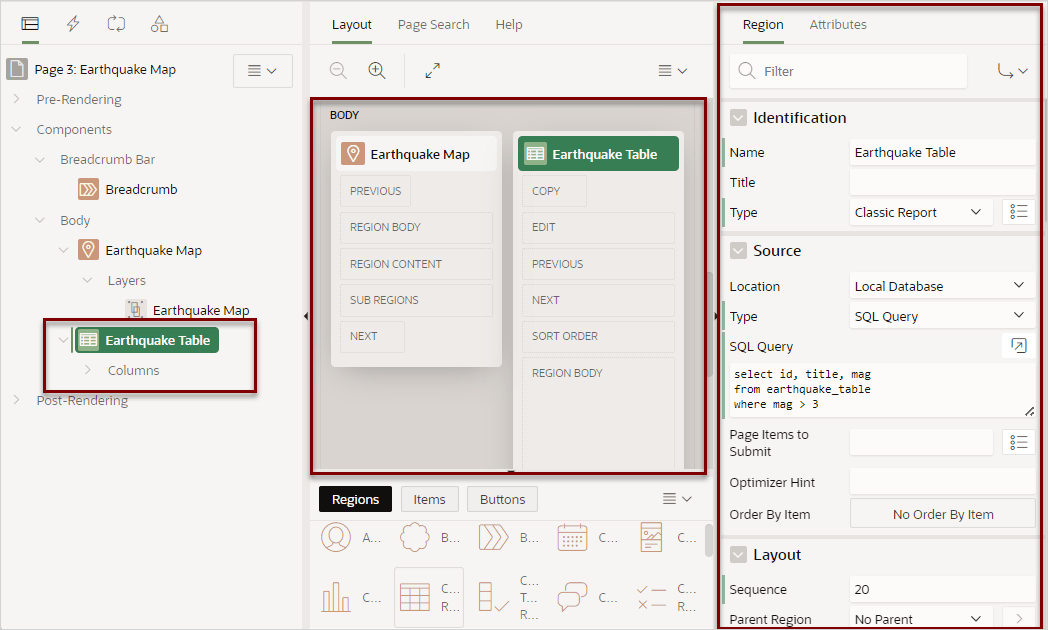 Page 3: Earthquake Map
Pre-Rendering
Components
Breadcrumb Bar
Breadcrumb
Body
Earthquake Map
Layers
Earthquake Map
Earthquake Table
Columns
Post-Rendering
Layout
Page Search
Help
BODY
Earthquake Map
PREVIOUS
REGION BODY
REGION CONTENT
SUB REGIONS
NEXT
Earthquake Table
COPY
EDIT
PREVIOUS
NEXT
SORT ORDER
REGION BODY
Regions
Items
Buttons
A...
B...
B...
C...
C...
C...
C...
R...
C...
T...
R...
C...
C...
R...
Region
Attributes
Filter
Identification
Name
Earthquake Table
Title
Type
Classic Report
Source
Location
Local Database
Type
SQL Query
SQL Query
select id, title, mag
from earthquake_table
where mag > 3
Page Items to
Submit
Optimizer Hint
Order By Item
No Order By Item
Layout
Sequence
20
Parent Region
No Parent